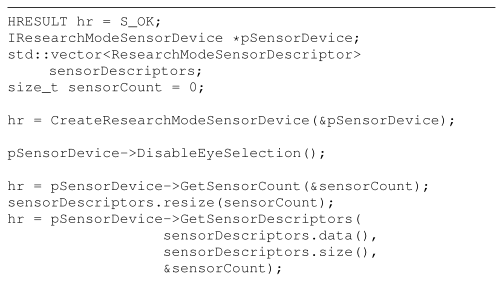 HRESULT hr = S_OK;
IResearchModeSensorDevice *pSensorDevice;
std::vector<ResearchModeSensorDescriptor>
sensorDescriptors;
size_t sensorCount = 0;
hr = CreateResearchModeSensorDevice(&pSensorDevice);
pSensorDevice->DisableEyeSelection();
hr = pSensorDevice->GetSensorCount(&sensorCount);
sensorDescriptors.resize(sensorCount);
hr = pSensorDevice->GetSensorDescriptors(
sensorDescriptors.data(),
sensorDescriptors.size(),
&sensorCount);